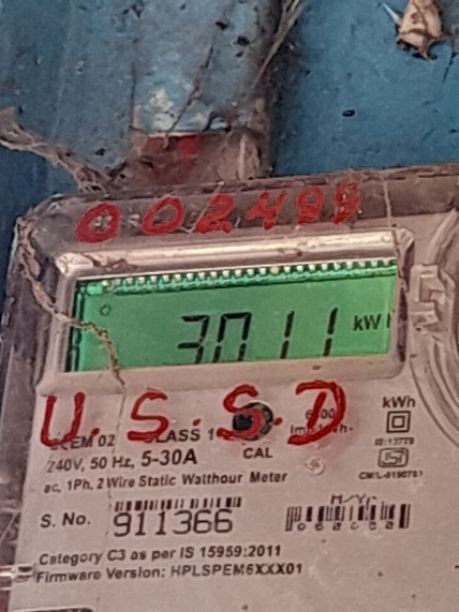 002499
3011 kW
U.S.S.D
kWh
CLASS 1
240V, 50 Hz, 5-30A
CAL
ac, 1Ph, 2 Wire Static Watthour Meter
M/Yr
S. No. 911366
Category C3 as per IS 15959:2011
Firmware Version: HPLSPEM6XXX01